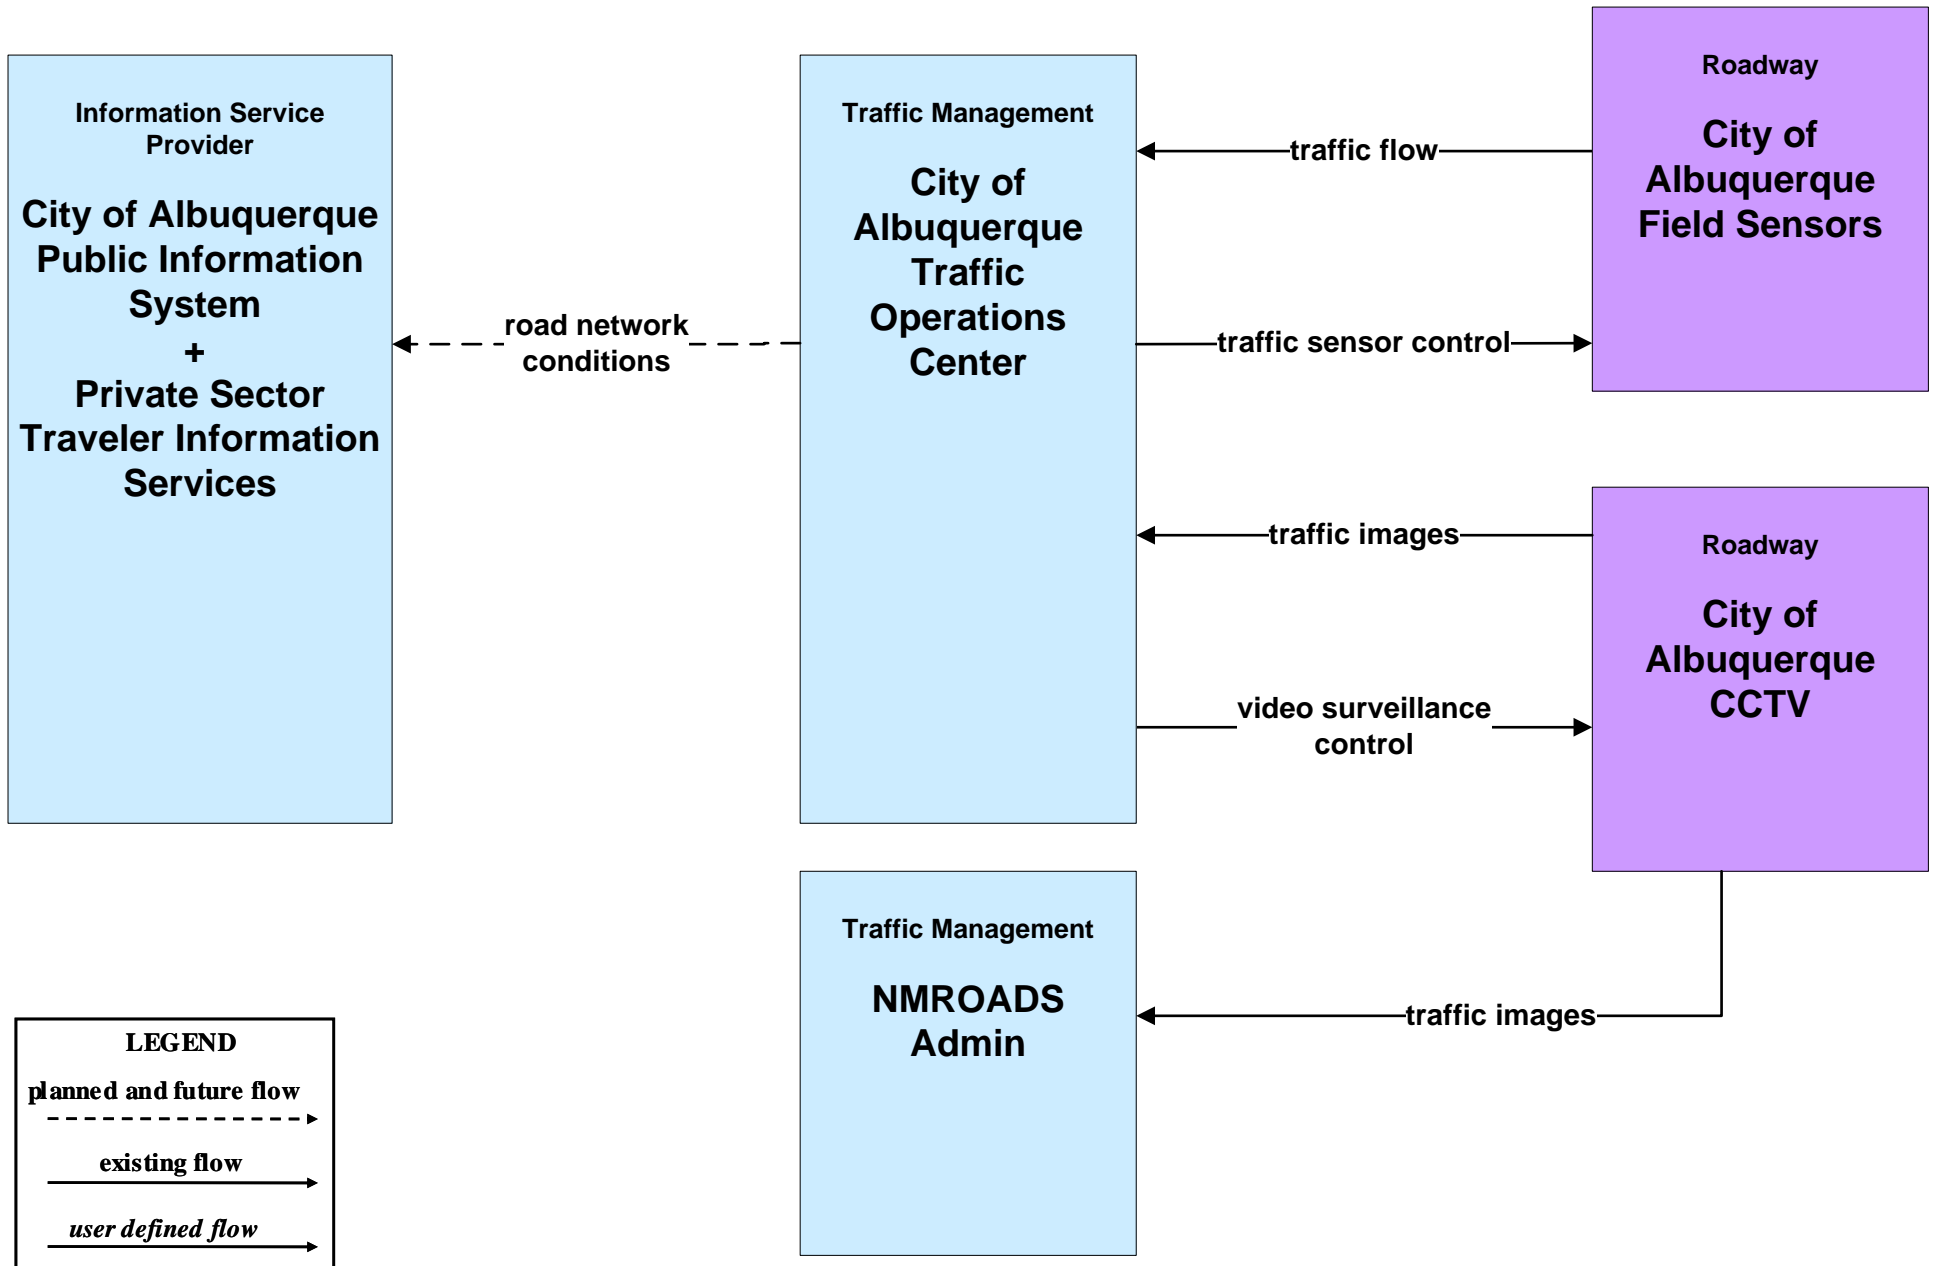 Information Service
Provider
City of Albuquerque
Public Information
System
+
Private Sector
Traveler Information
Services
road network
conditions
Traffic Management
City of
Albuquerque
Traffic
Operations
Center
traffic flow
traffic sensor control
traffic images
video surveillance
control
Roadway
City of
Albuquerque
Field Sensors
Roadway
City of
Albuquerque
CCTV
Traffic Management
NMROADS
Admin
traffic images
LEGEND
planned and future flow
existing flow
user defined flow